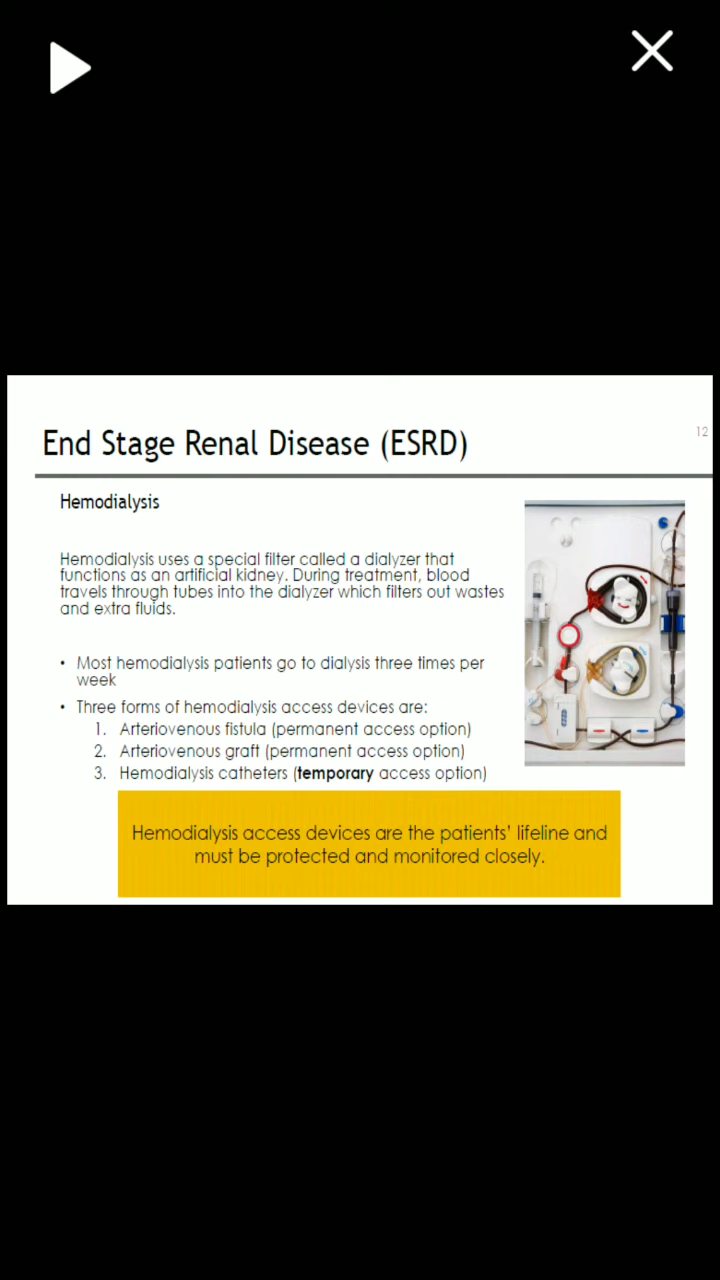 End Stage Renal Disease (ESRD)
12
Hemodialysis
Hemodialysis uses a special filter called a dialyzer that
functions as an artificial kidney. During treatment, blood
travels through tubes into the dialyzer which filters out wastes
and extra fluids.
• Most hemodialysis patients go to dialysis three times per
week
• Three forms of hemodialysis access devices are:
1. Arteriovenous fistula (permanent access option)
2. Arteriovenous graft (permanent access option)
3. Hemodialysis catheters (temporary access option)
Hemodialysis access devices are the patients’ lifeline and
must be protected and monitored closely.